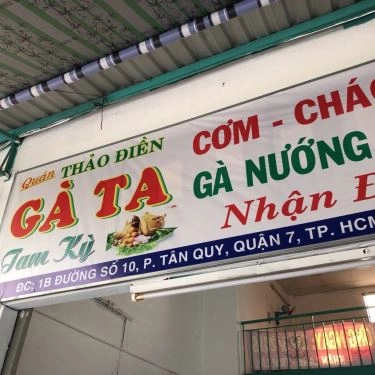 Quán THẢO ĐIỀN
GÀ TA
Tam Kỳ
CƠM - CHÁO
GÀ NƯỚNG
Nhận
ĐC: 1B ĐƯỜNG SỐ 10, P. TÂN QUY, QUẬN 7, TP. HCM